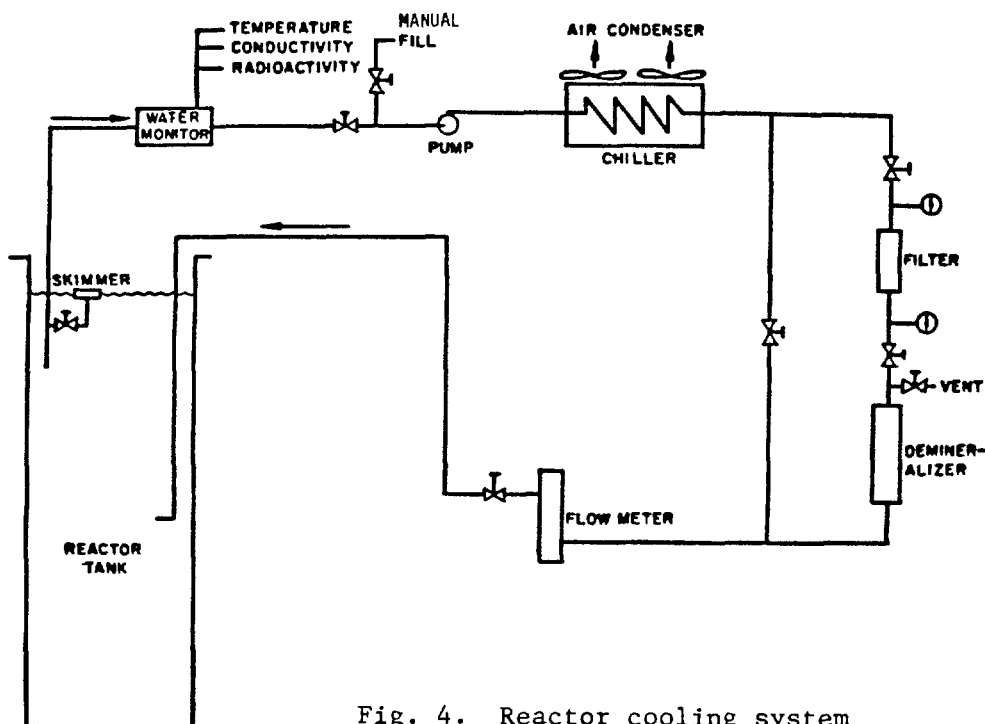 TEMPERATURE
CONDUCTIVITY
RADIOACTIVITY
MANUAL
FILL
AIR CONDENSER
WATER
MONITOR
PUMP
CHILLER
SKIMMER
FILTER
VENT
DEMINER-
ALIZER
FLOW METER
REACTOR
TANK
Fig. 4. Reactor cooling system